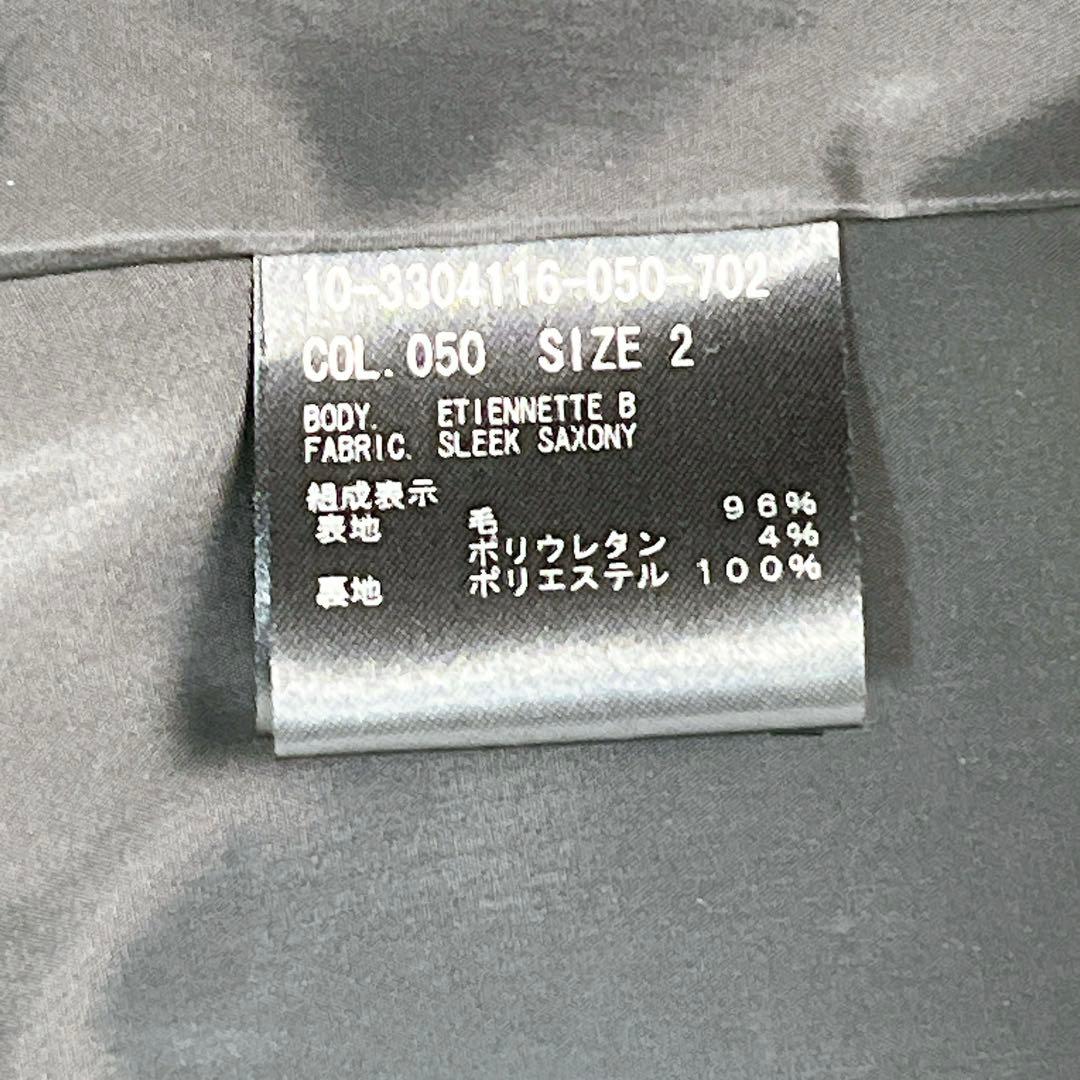 10-3304116-050-702
COL.050 SIZE 2
BODY. ETIENNETTE B
FABRIC. SLEEK SAXONY
組成表示
表地 毛 96%
ポリウレタン 4%
裏地 ポリエステル 100%